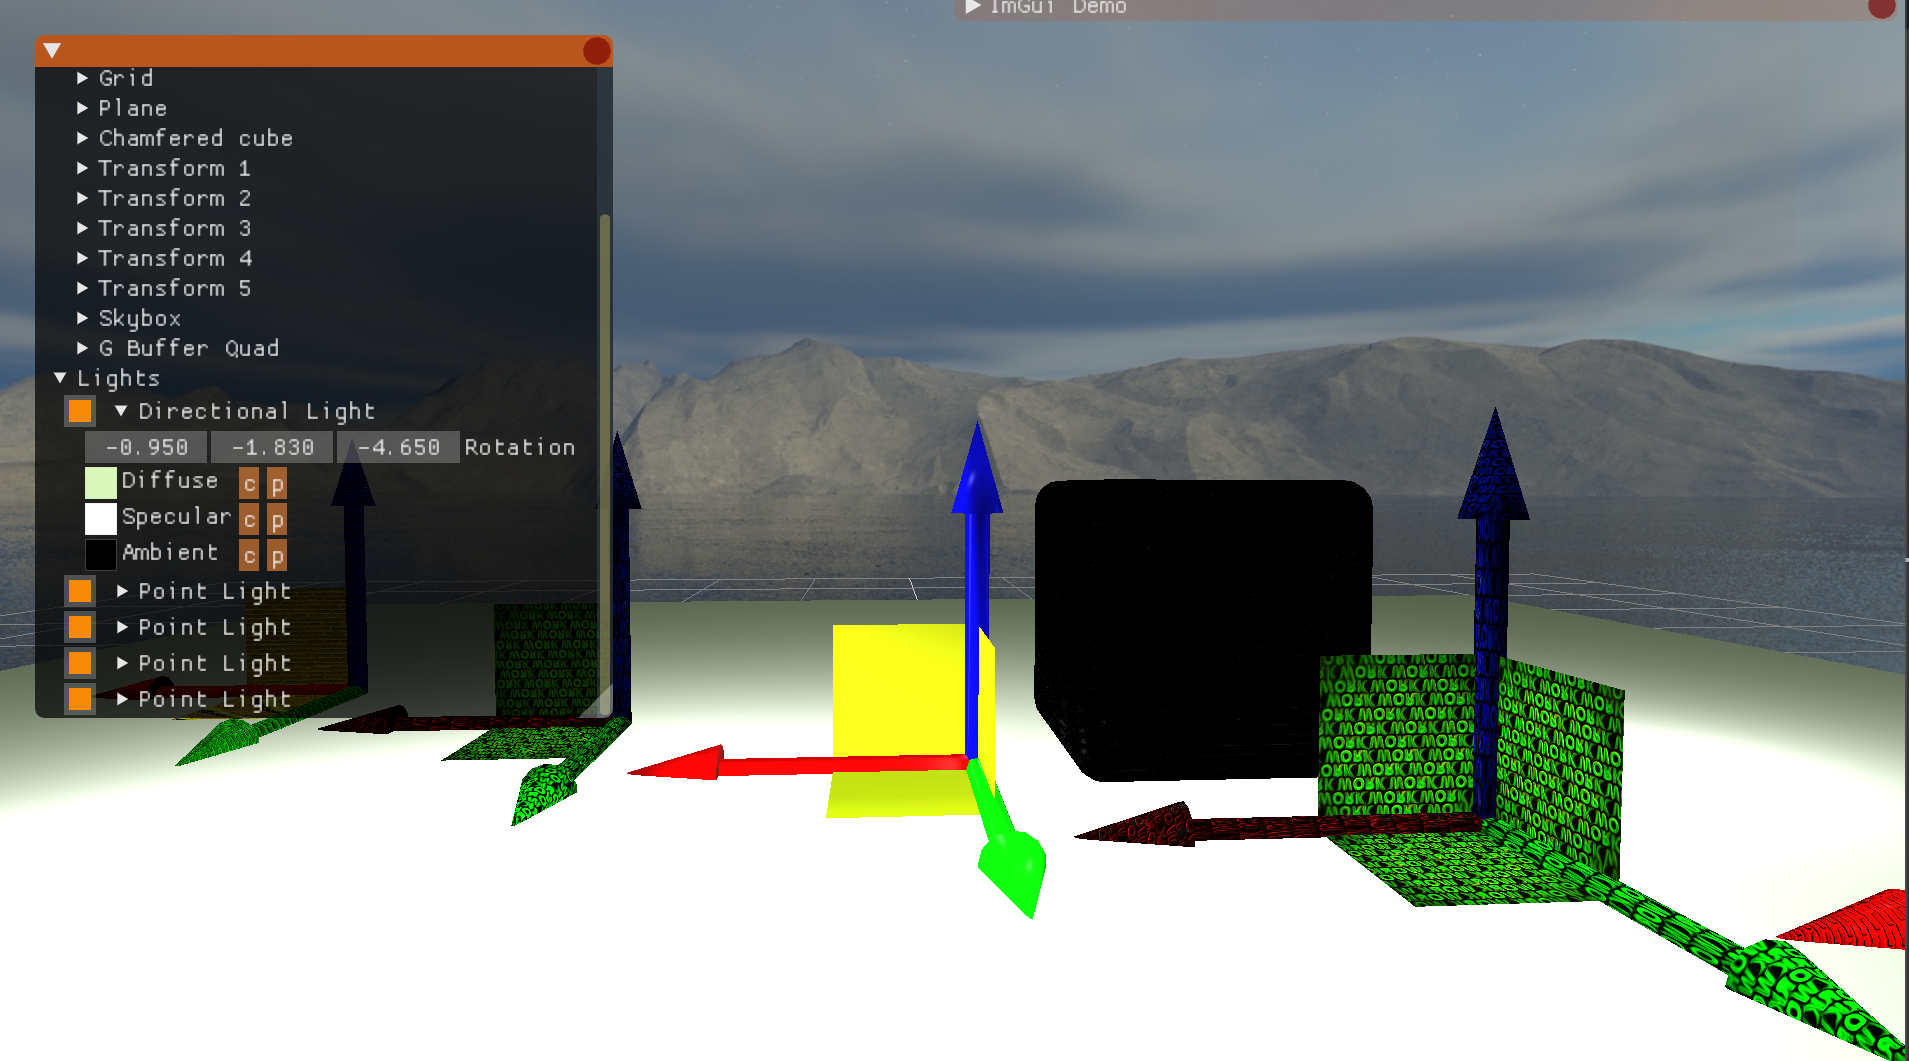 ImGui Demo
Grid
Plane
Chamfered cube
Transform 1
Transform 2
Transform 3
Transform 4
Transform 5
Skybox
G Buffer Quad
Lights
Directional Light
-0.950 -1.830 -4.650 Rotation
Diffuse c p
Specular c p
Ambient c p
Point Light
Point Light
Point Light
Point Light
WORK WORK